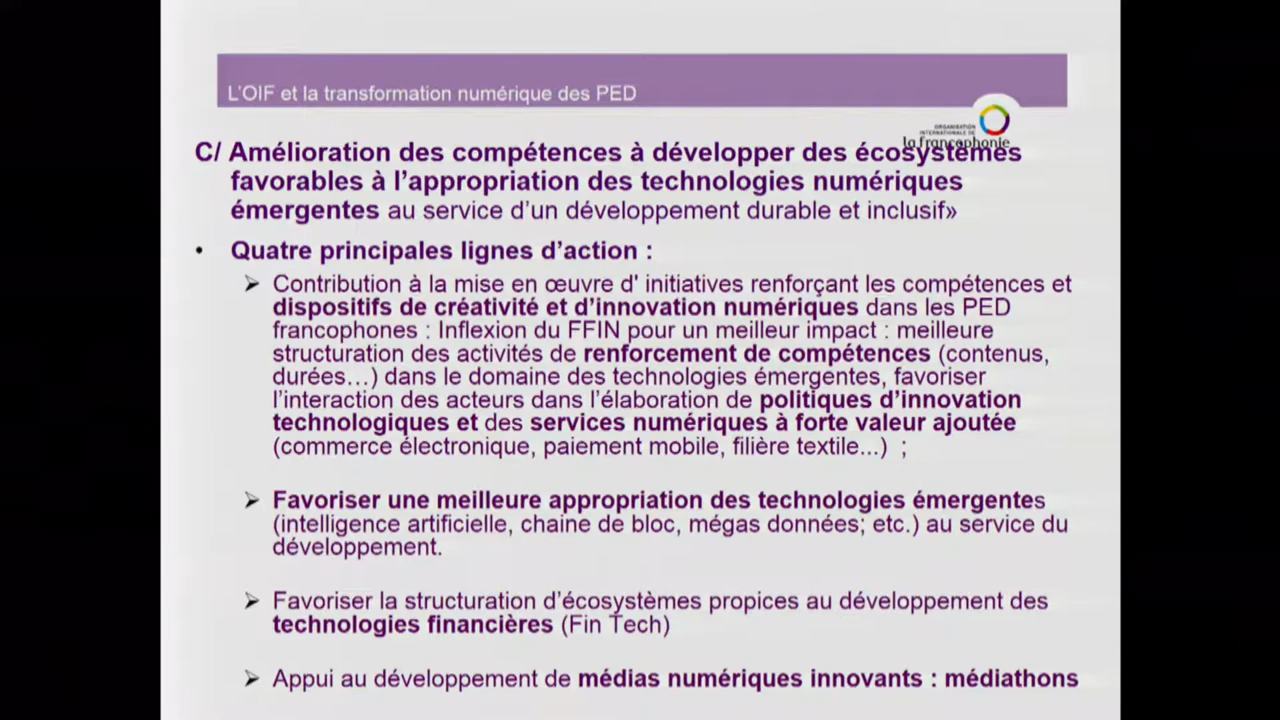 L'OIF et la transformation numérique des PED
ORGANISATION
INTERNATIONALE DE
la francophonie
C/ Amélioration des compétences à développer des écosystèmes
favorables à l'appropriation des technologies numériques
émergentes au service d'un développement durable et inclusif»
• Quatre principales lignes d'action :
➢ Contribution à la mise en œuvre d' initiatives renforçant les compétences et
dispositifs de créativité et d'innovation numériques dans les PED
francophones : Inflexion du FFIN pour un meilleur impact : meilleure
structuration des activités de renforcement de compétences (contenus,
durées...) dans le domaine des technologies émergentes, favoriser
l'interaction des acteurs dans l'élaboration de politiques d'innovation
technologiques et des services numériques à forte valeur ajoutée
(commerce électronique, paiement mobile, filière textile...) ;
➢ Favoriser une meilleure appropriation des technologies émergentes
(intelligence artificielle, chaine de bloc, mégas données; etc.) au service du
développement.
➢ Favoriser la structuration d'écosystèmes propices au développement des
technologies financières (Fin Tech)
➢ Appui au développement de médias numériques innovants : médiathons